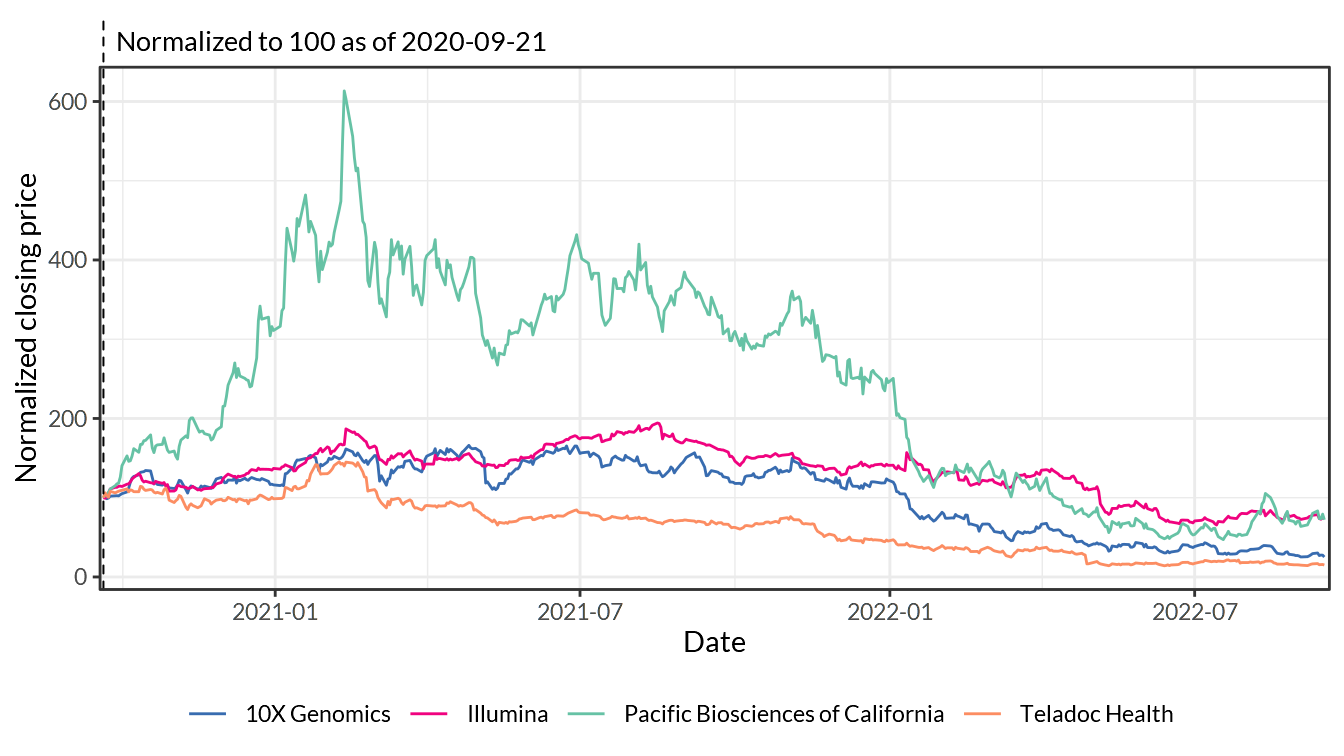 Normalized to 100 as of 2020-09-21
Normalized closing price
600
400
200
0
2021-01 2021-07 2022-01 2022-07
Date
10X Genomics Illumina Pacific Biosciences of California Teladoc Health